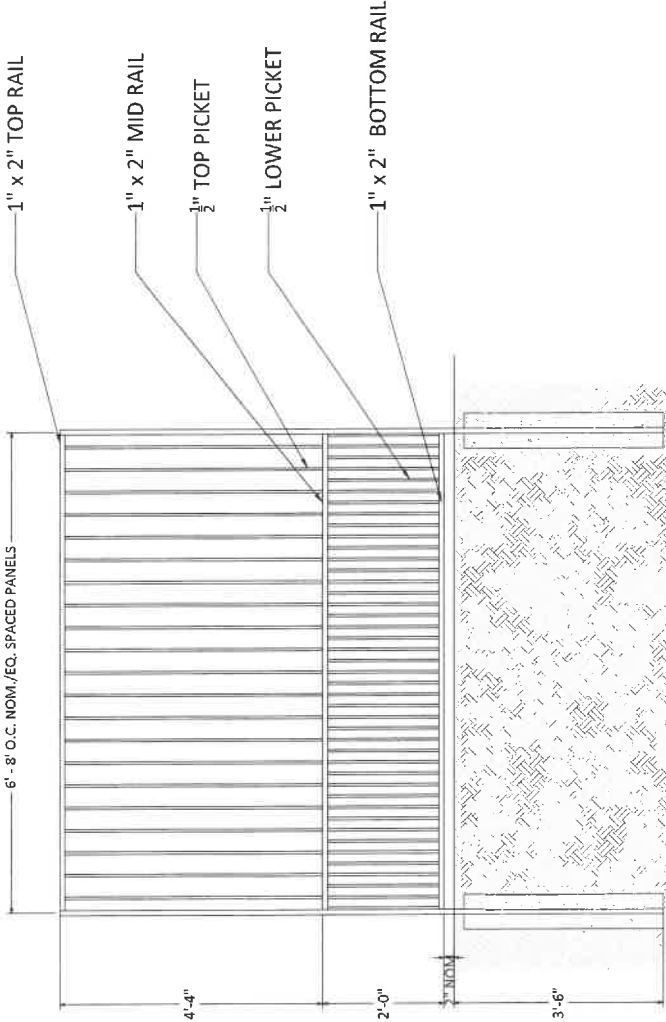 6' - 8' O.C. NOM./EQ. SPACED PANELS
1" x 2" TOP RAIL
1" x 2" MID RAIL
1/2" TOP PICKET
1/2" LOWER PICKET
1" x 2" BOTTOM RAIL
4'-4"
2'-0"
2" NOM
3'-6"